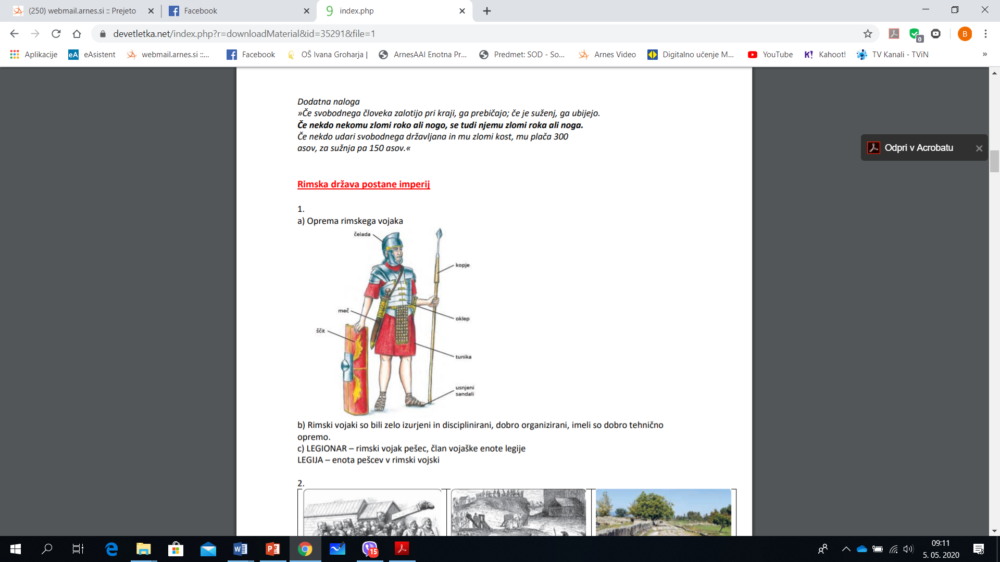 (250) webmail.arnes.si :: Prejeto
Facebook
index.php
devetletka.net/index.php?r=downloadMaterial&id=35291&file=1
0
B
Aplikacije
eA eAsistent
webmail.arnes.si ::...
Facebook
OŠ Ivana Groharja |
ArnesAAI Enotna Pr...
Predmet: SOD - So...
Arnes Video
Digitalno učenje M...
YouTube
K! Kahoot!
TV Kanali - TViN
»
Dodatna naloga
»Če svobodnega človeka zalotijo pri kraji, ga prebičajo; če je suženj, ga ubijejo.
Če nekdo nekomu zlomi roko ali nogo, se tudi njemu zlomi roka ali noga.
Če nekdo udari svobodnega državljana in mu zlomi kost, mu plača 300
asov, za sužnja pa 150 asov.«
Odpri v Acrobatu
Rimska država postane imperij
1.
a) Oprema rimskega vojaka
čelada
kopje
meč
oklep
ščit
tunika
usnjeni
sandali
b) Rimski vojaki so bili zelo izurjeni in disciplinirani, dobro organizirani, imeli so dobro tehnično
opremo.
c) LEGIONAR – rimski vojak pešec, član vojaške enote legije
LEGIJA – enota pešcev v rimski vojski
2.
15
09:11
5. 05. 2020